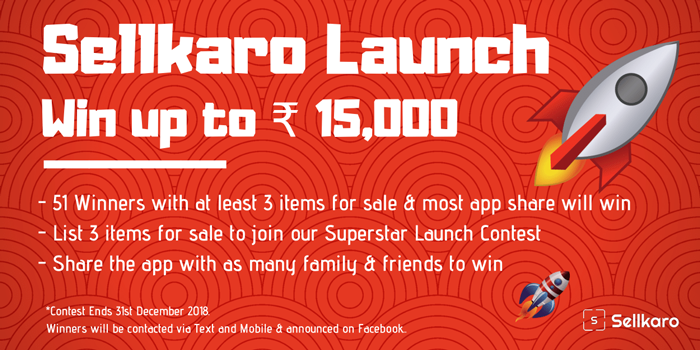 Sellkaro Launch
Win up to ₹ 15,000
- 51 Winners with at least 3 items for sale & most app share will win
- List 3 items for sale to join our Superstar Launch Contest
- Share the app with as many family & friends to win
*Contest Ends 31st December 2018.
Winners will be contacted via Text and Mobile & announced on Facebook.
S Sellkaro